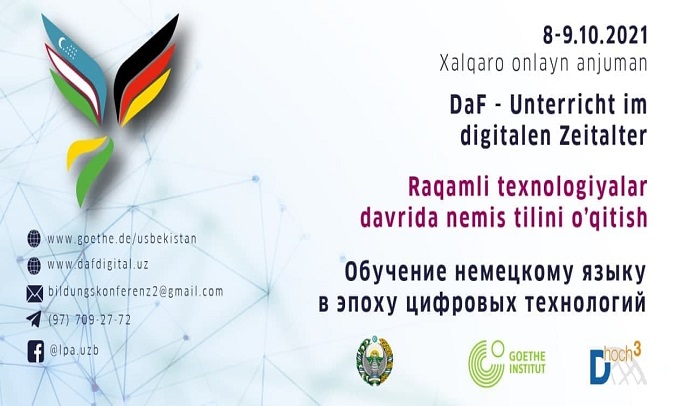 8-9.10.2021
Xalqaro onlayn anjuman
DaF - Unterricht im
digitalen Zeitalter
Raqamli texnologiyalar
davrida nemis tilini o'qitish
Обучение немецкому языку
в эпоху цифровых технологий
www.goethe.de/usbekistan
www.dafdigital.uz
bildungskonferenz2@gmail.com
(97) 709-27-72
@lpa.uzb
GOETHE
INSTITUT
Dhoch3